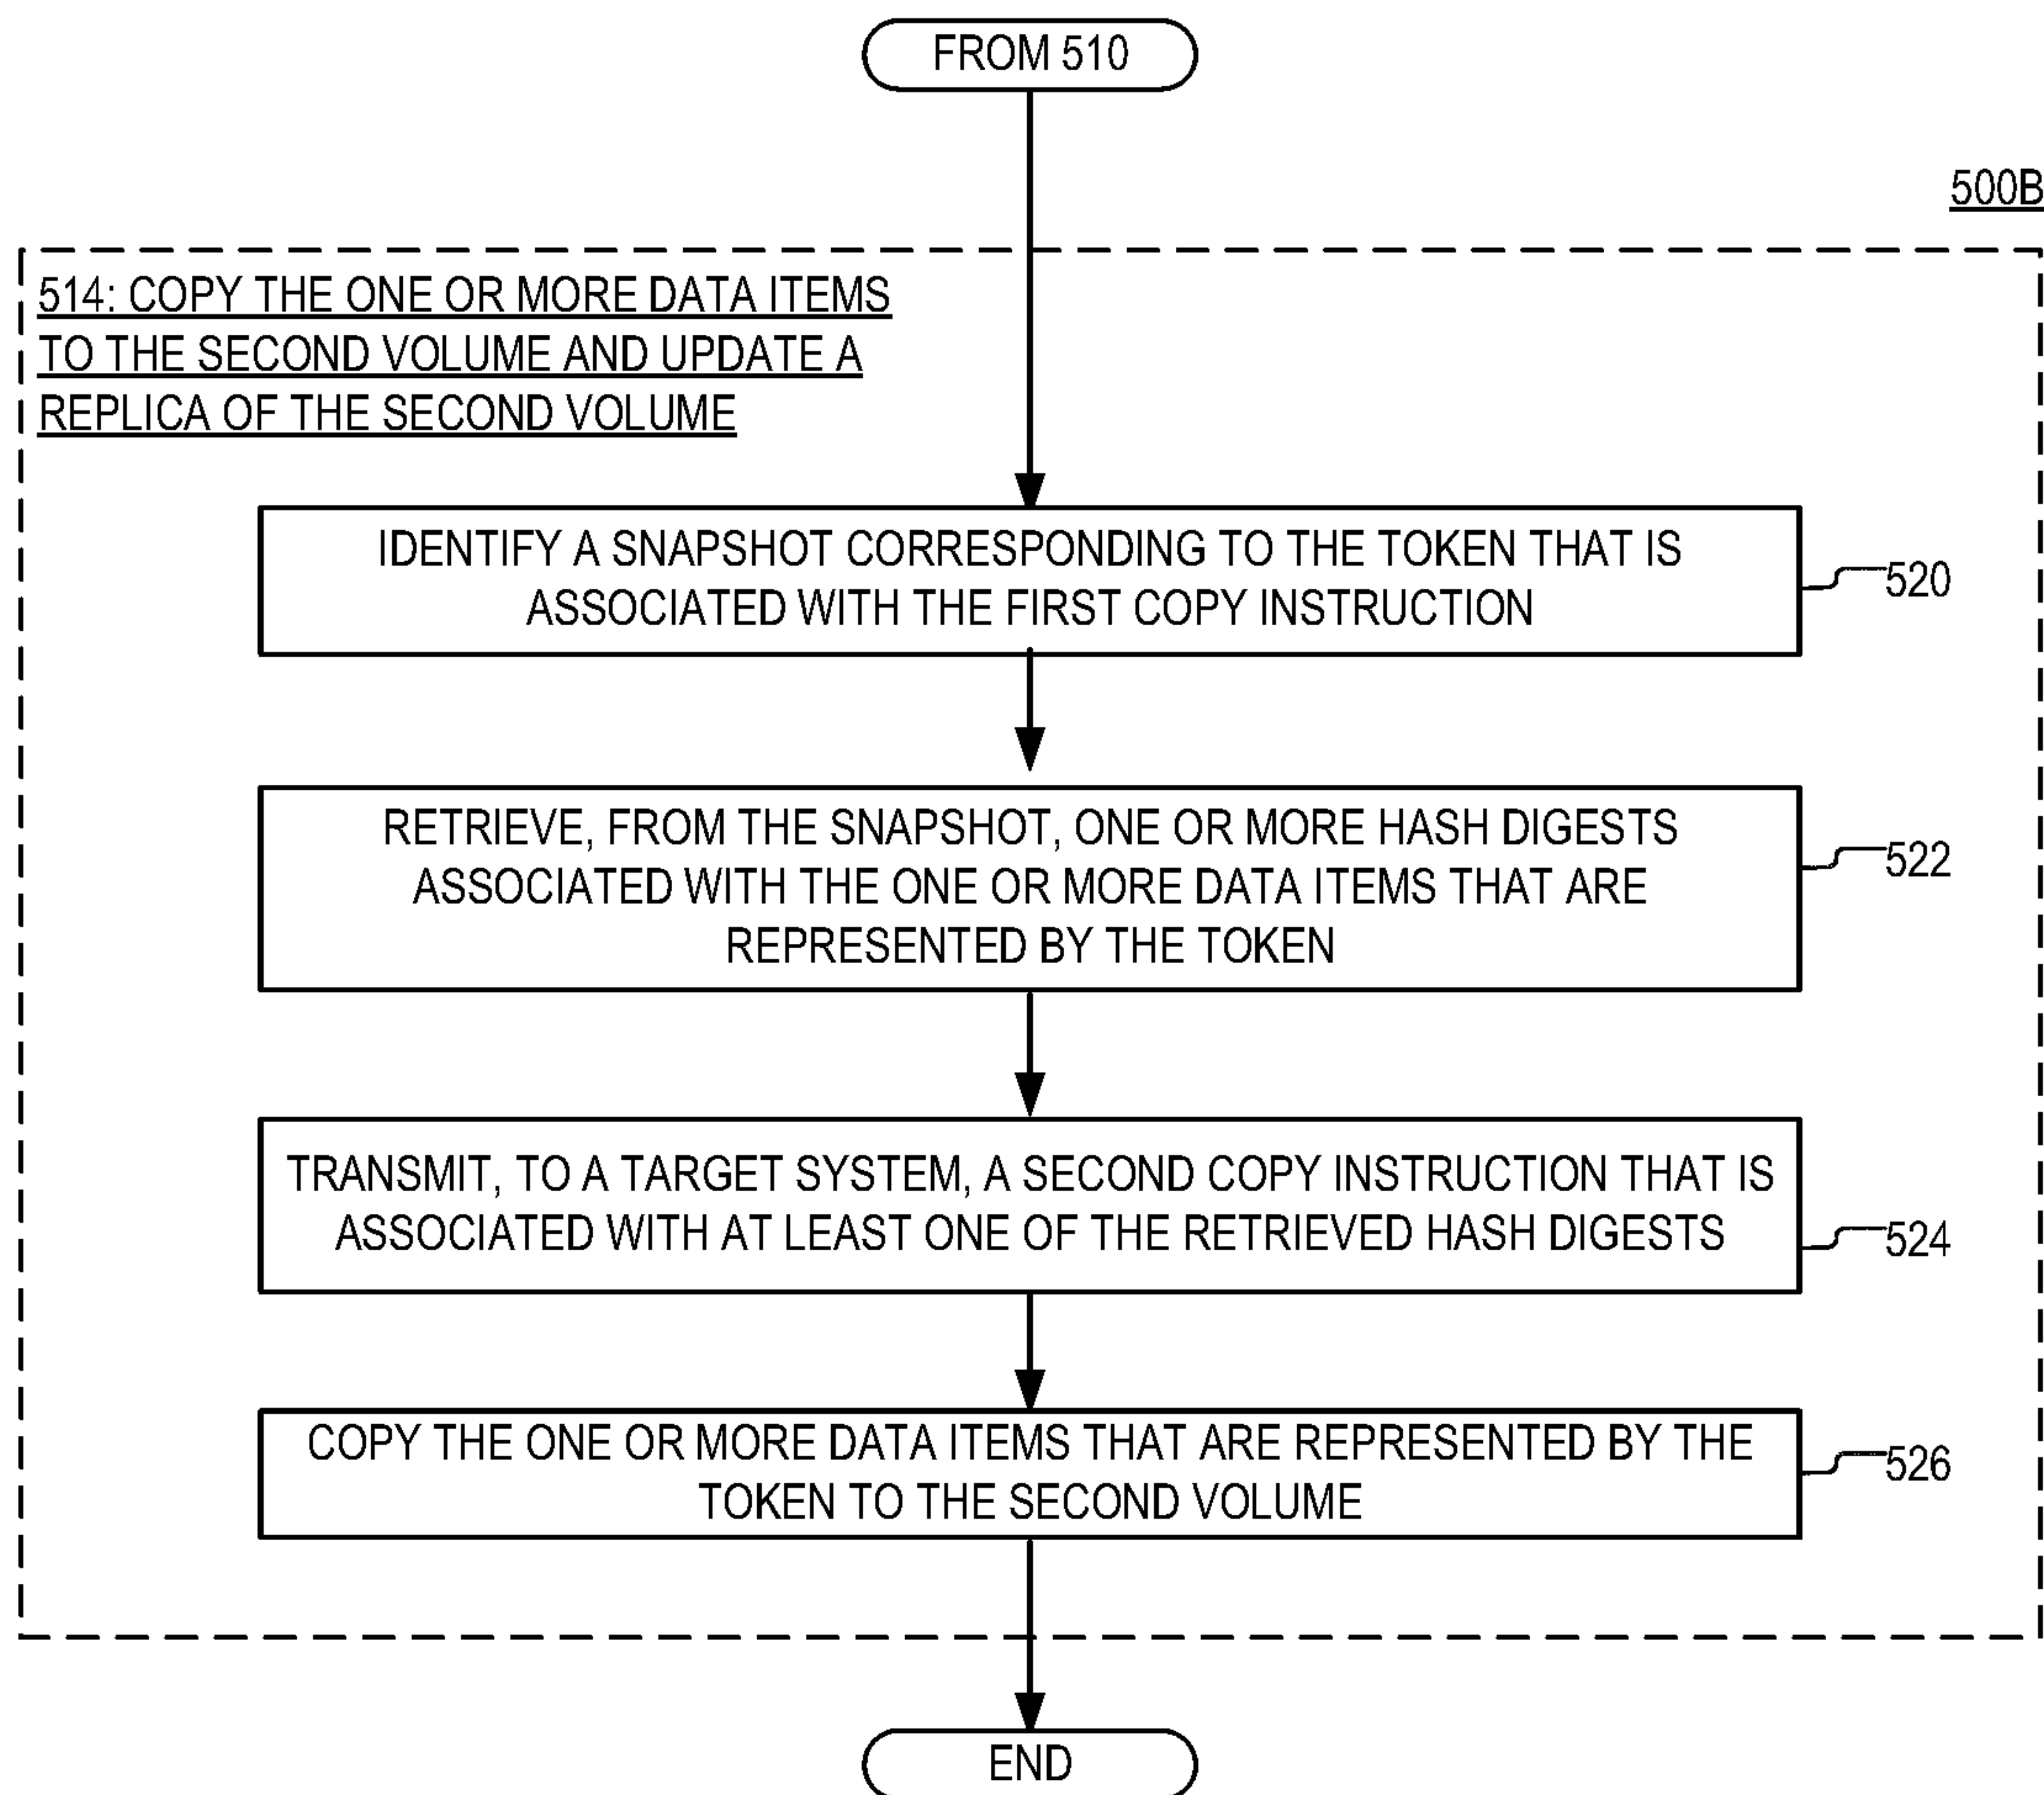 FROM 510
500B
514: COPY THE ONE OR MORE DATA ITEMS
TO THE SECOND VOLUME AND UPDATE A
REPLICA OF THE SECOND VOLUME
IDENTIFY A SNAPSHOT CORRESPONDING TO THE TOKEN THAT IS
ASSOCIATED WITH THE FIRST COPY INSTRUCTION
520
RETRIEVE, FROM THE SNAPSHOT, ONE OR MORE HASH DIGESTS
ASSOCIATED WITH THE ONE OR MORE DATA ITEMS THAT ARE
REPRESENTED BY THE TOKEN
522
TRANSMIT, TO A TARGET SYSTEM, A SECOND COPY INSTRUCTION THAT IS
ASSOCIATED WITH AT LEAST ONE OF THE RETRIEVED HASH DIGESTS
524
COPY THE ONE OR MORE DATA ITEMS THAT ARE REPRESENTED BY THE
TOKEN TO THE SECOND VOLUME
526
END